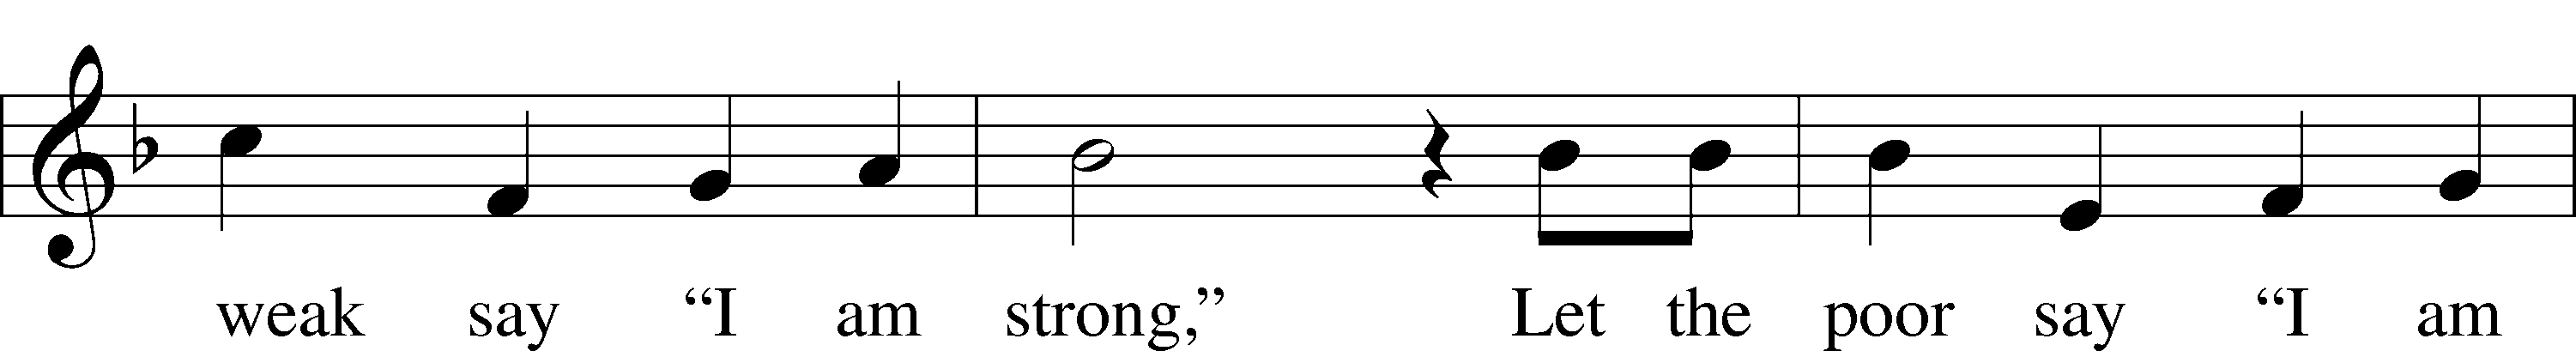 weak say “I am strong,” Let the poor say “I am